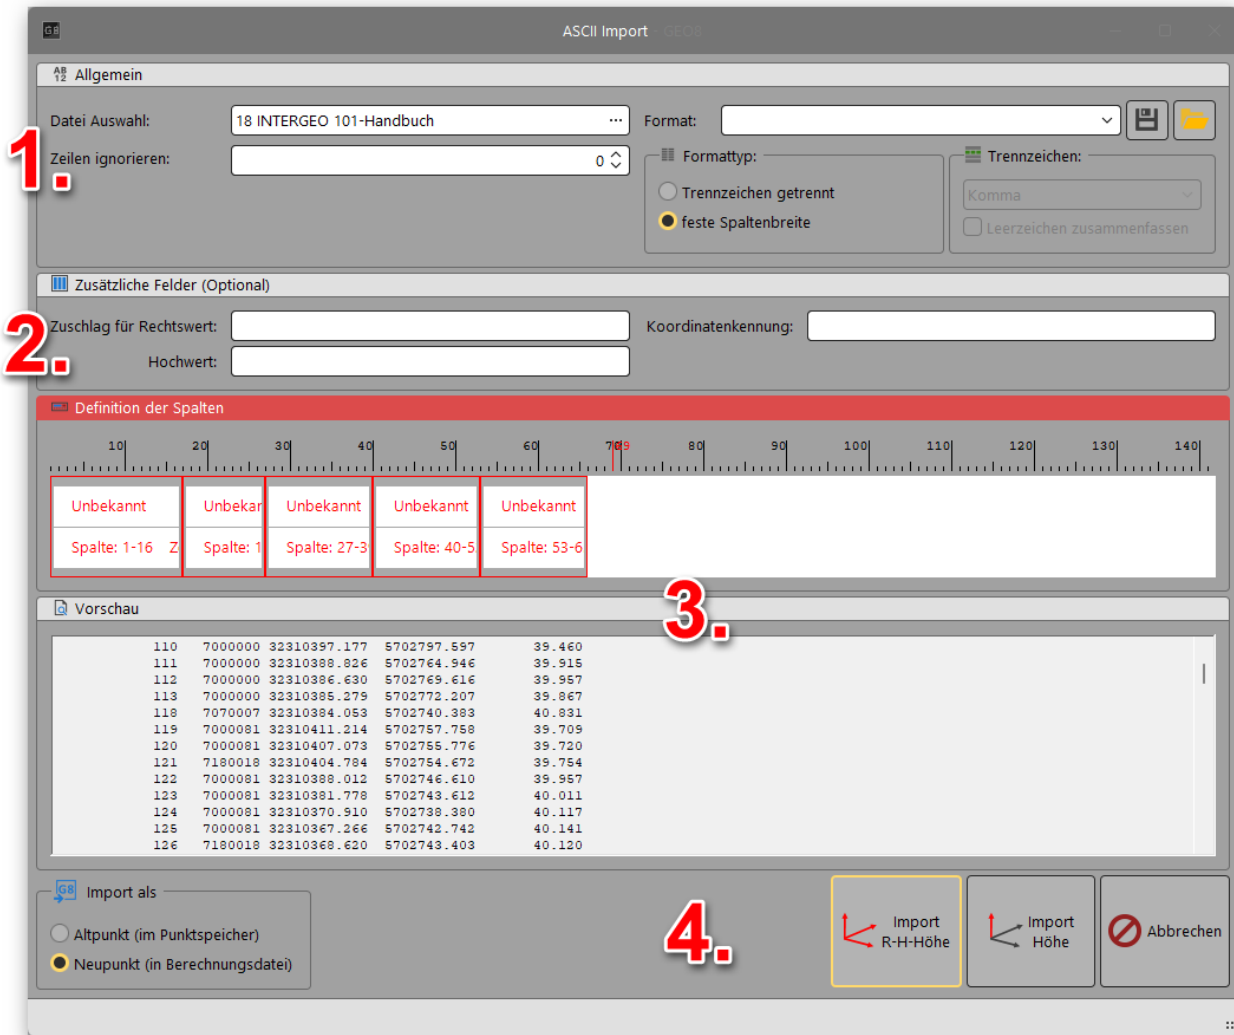 G8 ASCII Import GEO8
AB 12 Allgemein
1.
Datei Auswahl: 18 INTERGEO 101-Handbuch ... Format:
Zeilen ignorieren: 0 Formattyp: Trennzeichen:
Trennzeichen getrennt Komma
feste Spaltenbreite Leerzeichen zusammenfassen
Zusätzliche Felder (Optional)
2.
Zuschlag für Rechtswert: Koordinatenkennung:
Hochwert:
Definition der Spalten
10 20 30 40 50 60 70 80 90 100 110 120 130 140
Unbekannt Unbekan Unbekannt Unbekannt Unbekannt
Spalte: 1-16 Spalte: 1 Spalte: 27-3 Spalte: 40-5 Spalte: 53-6
3.
Vorschau
110 7000000 32310397.177 5702797.597 39.460
111 7000000 32310388.826 5702764.946 39.915
112 7000000 32310386.630 5702769.616 39.957
113 7000000 32310385.279 5702772.207 39.867
118 7070007 32310384.053 5702740.383 40.831
119 7000081 32310411.214 5702757.758 39.709
120 7000081 32310407.073 5702755.776 39.720
121 7180018 32310404.784 5702754.672 39.754
122 7000081 32310388.012 5702746.610 39.957
123 7000081 32310381.778 5702743.612 40.011
124 7000081 32310370.910 5702738.380 40.117
125 7000081 32310367.266 5702742.742 40.141
126 7180018 32310368.620 5702743.403 40.120
G8 Import als
4.
Altpunkt (im Punktspeicher)
Neupunkt (in Berechnungsdatei)
Import
R-H-Höhe
Import
Höhe
Abbrechen